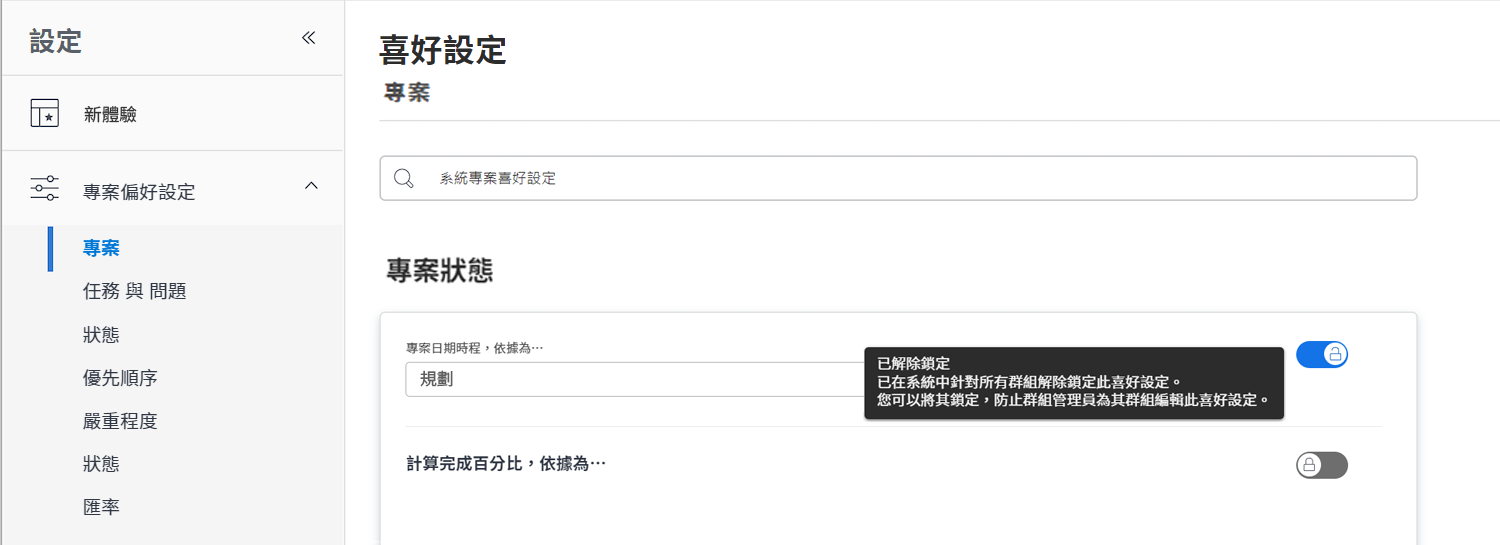 設定
新體驗
專案偏好設定
專案
任務 與 問題
狀態
優先順序
嚴重程度
狀態
匯率
喜好設定
專案
系統專案喜好設定
專案狀態
專案日期時程，依據為⋯
規劃
已解除鎖定
已在系統中針對所有群組解除鎖定此喜好設定。
您可以將其鎖定，防止群組管理員為其群組編輯此喜好設定。
計算完成百分比，依據為⋯